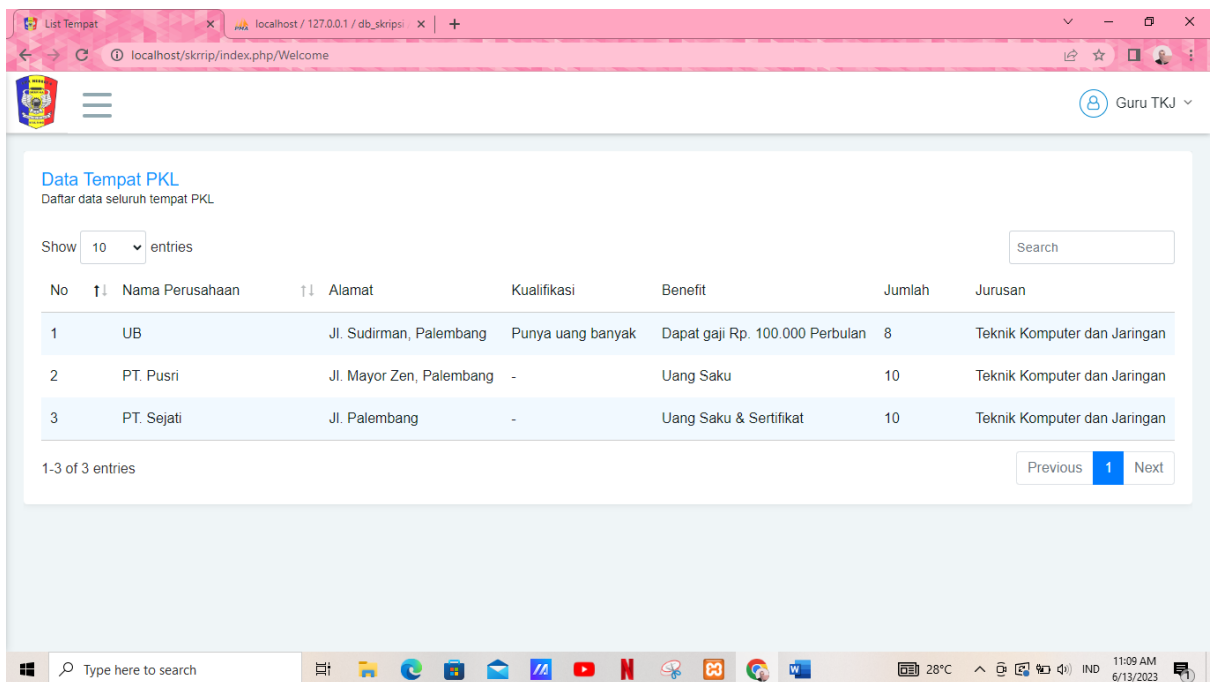 List Tempat
localhost / 127.0.0.1 / db_skripsi
localhost/skrrip/index.php/Welcome
Guru TKJ
Data Tempat PKL
Daftar data seluruh tempat PKL
Show 10 entries
Search
No Nama Perusahaan Alamat Kualifikasi Benefit Jumlah Jurusan
1 UB Jl. Sudirman, Palembang Punya uang banyak Dapat gaji Rp. 100.000 Perbulan 8 Teknik Komputer dan Jaringan
2 PT. Pusri Jl. Mayor Zen, Palembang - Uang Saku 10 Teknik Komputer dan Jaringan
3 PT. Sejati Jl. Palembang - Uang Saku & Sertifikat 10 Teknik Komputer dan Jaringan
1-3 of 3 entries
Previous 1 Next
Type here to search
28°C
IND
11:09 AM
6/13/2023